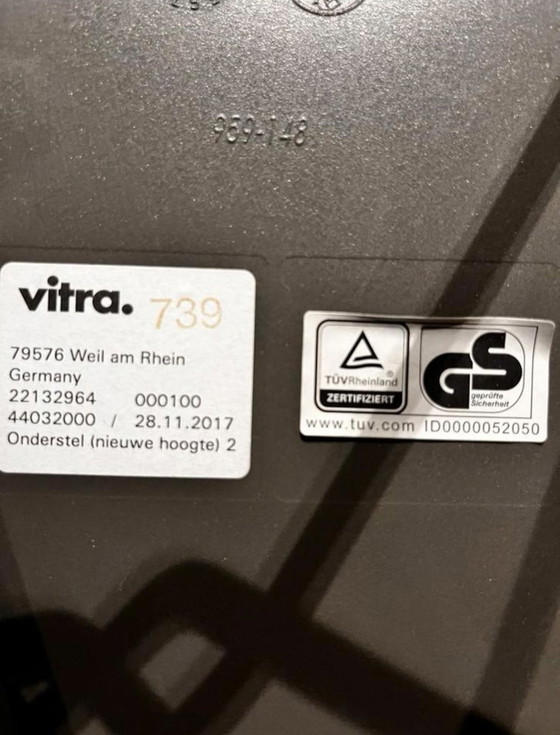 959-148
vitra. 739
79576 Weil am Rhein
Germany
22132964 000100
44032000 / 28.11.2017
Onderstel (nieuwe hoogte) 2
TÜVRheinland®
ZERTIFIZIERT
GS
geprüfte
Sicherheit
www.tuv.com ID0000052050